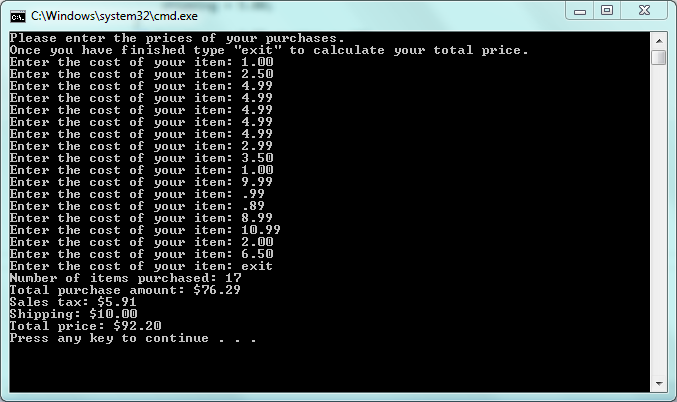 C:\Windows\system32\cmd.exe
Please enter the prices of your purchases.
Once you have finished type "exit" to calculate your total price.
Enter the cost of your item: 1.00
Enter the cost of your item: 2.50
Enter the cost of your item: 4.99
Enter the cost of your item: 4.99
Enter the cost of your item: 4.99
Enter the cost of your item: 4.99
Enter the cost of your item: 4.99
Enter the cost of your item: 2.99
Enter the cost of your item: 3.50
Enter the cost of your item: 1.00
Enter the cost of your item: 9.99
Enter the cost of your item: .99
Enter the cost of your item: .89
Enter the cost of your item: 8.99
Enter the cost of your item: 10.99
Enter the cost of your item: 2.00
Enter the cost of your item: 6.50
Enter the cost of your item: exit
Number of items purchased: 17
Total purchase amount: $76.29
Sales tax: $5.91
Shipping: $10.00
Total price: $92.20
Press any key to continue . . .